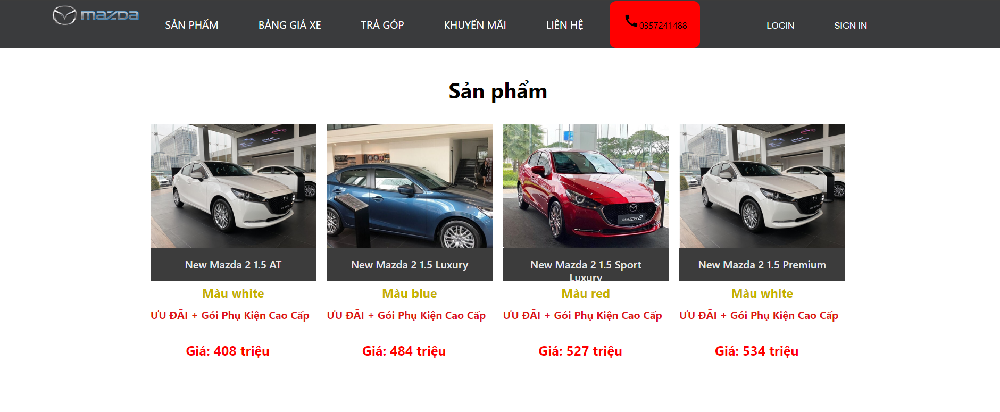 mazda
SẢN PHẨM
BẢNG GIÁ XE
TRẢ GÓP
KHUYẾN MÃI
LIÊN HỆ
0357241488
LOGIN
SIGN IN
Sản phẩm
mazda 2
New Mazda 2 1.5 AT
New Mazda 2 1.5 Luxury
New Mazda 2 1.5 Sport
Luxury
New Mazda 2 1.5 Premium
Màu white
Màu blue
Màu red
Màu white
ƯU ĐÃI + Gói Phụ Kiện Cao Cấp
ƯU ĐÃI + Gói Phụ Kiện Cao Cấp
ƯU ĐÃI + Gói Phụ Kiện Cao Cấp
ƯU ĐÃI + Gói Phụ Kiện Cao Cấp
Giá: 408 triệu
Giá: 484 triệu
Giá: 527 triệu
Giá: 534 triệu